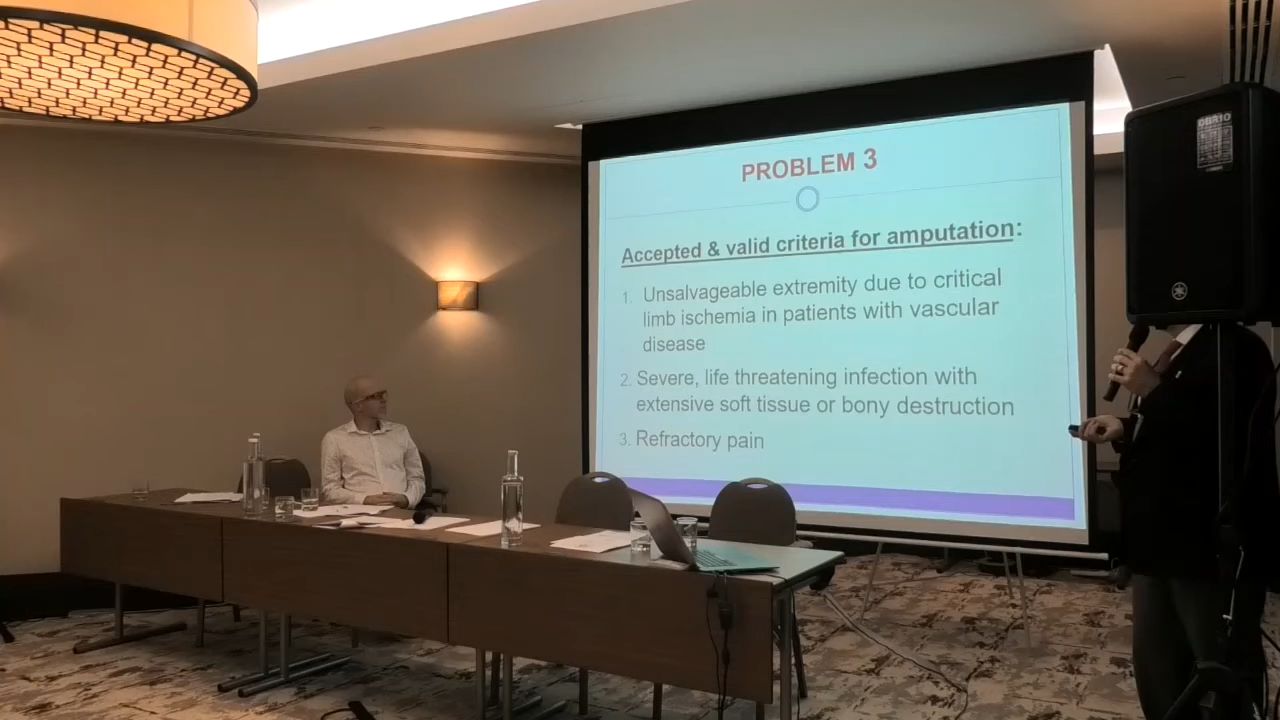 PROBLEM 3
Accepted & valid criteria for amputation:
1. Unsalvageable extremity due to critical
limb ischemia in patients with vascular
disease
2. Severe, life threatening infection with
extensive soft tissue or bony destruction
3. Refractory pain
DBR10